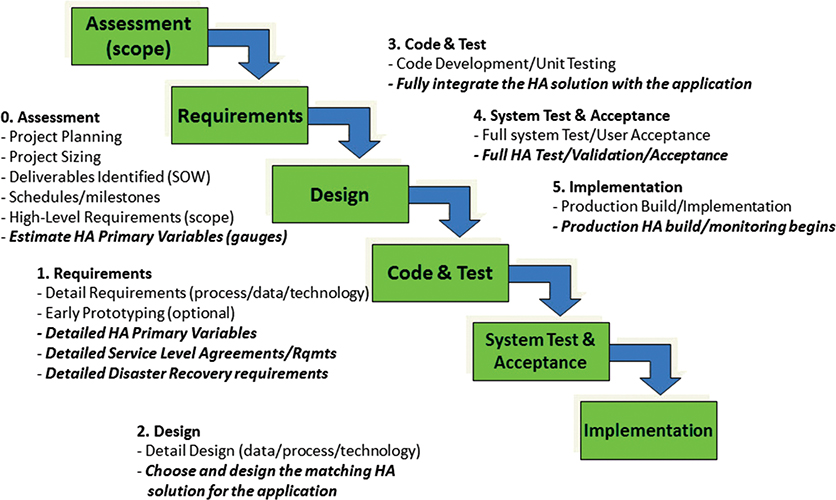 Assessment
(scope)
Requirements
Design
Code & Test
System Test &
Acceptance
Implementation
0. Assessment
- Project Planning
- Project Sizing
- Deliverables Identified (SOW)
- Schedules/milestones
- High-Level Requirements (scope)
- Estimate HA Primary Variables (gauges)
1. Requirements
- Detail Requirements (process/data/technology)
- Early Prototyping (optional)
- Detailed HA Primary Variables
- Detailed Service Level Agreements/Rqmts
- Detailed Disaster Recovery requirements
2. Design
- Detail Design (data/process/technology)
- Choose and design the matching HA
solution for the application
3. Code & Test
- Code Development/Unit Testing
- Fully integrate the HA solution with the application
4. System Test & Acceptance
- Full system Test/User Acceptance
- Full HA Test/Validation/Acceptance
5. Implementation
- Production Build/Implementation
- Production HA build/monitoring begins